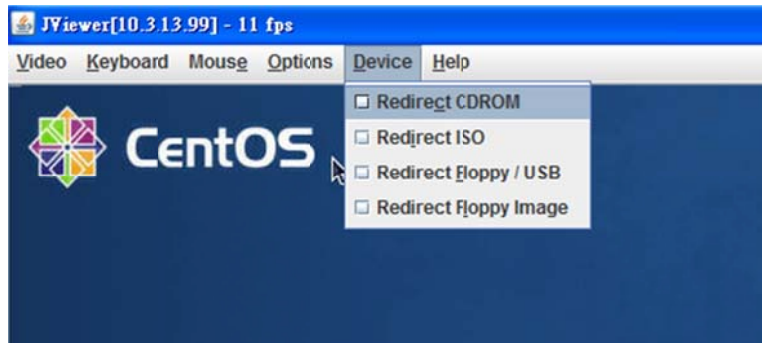 JViewer[10.3.13.99] - 11 fps
Video Keyboard Mouse Options Device Help
Redirect CDROM
Redirect ISO
Redirect Floppy / USB
Redirect Floppy Image
CentOS